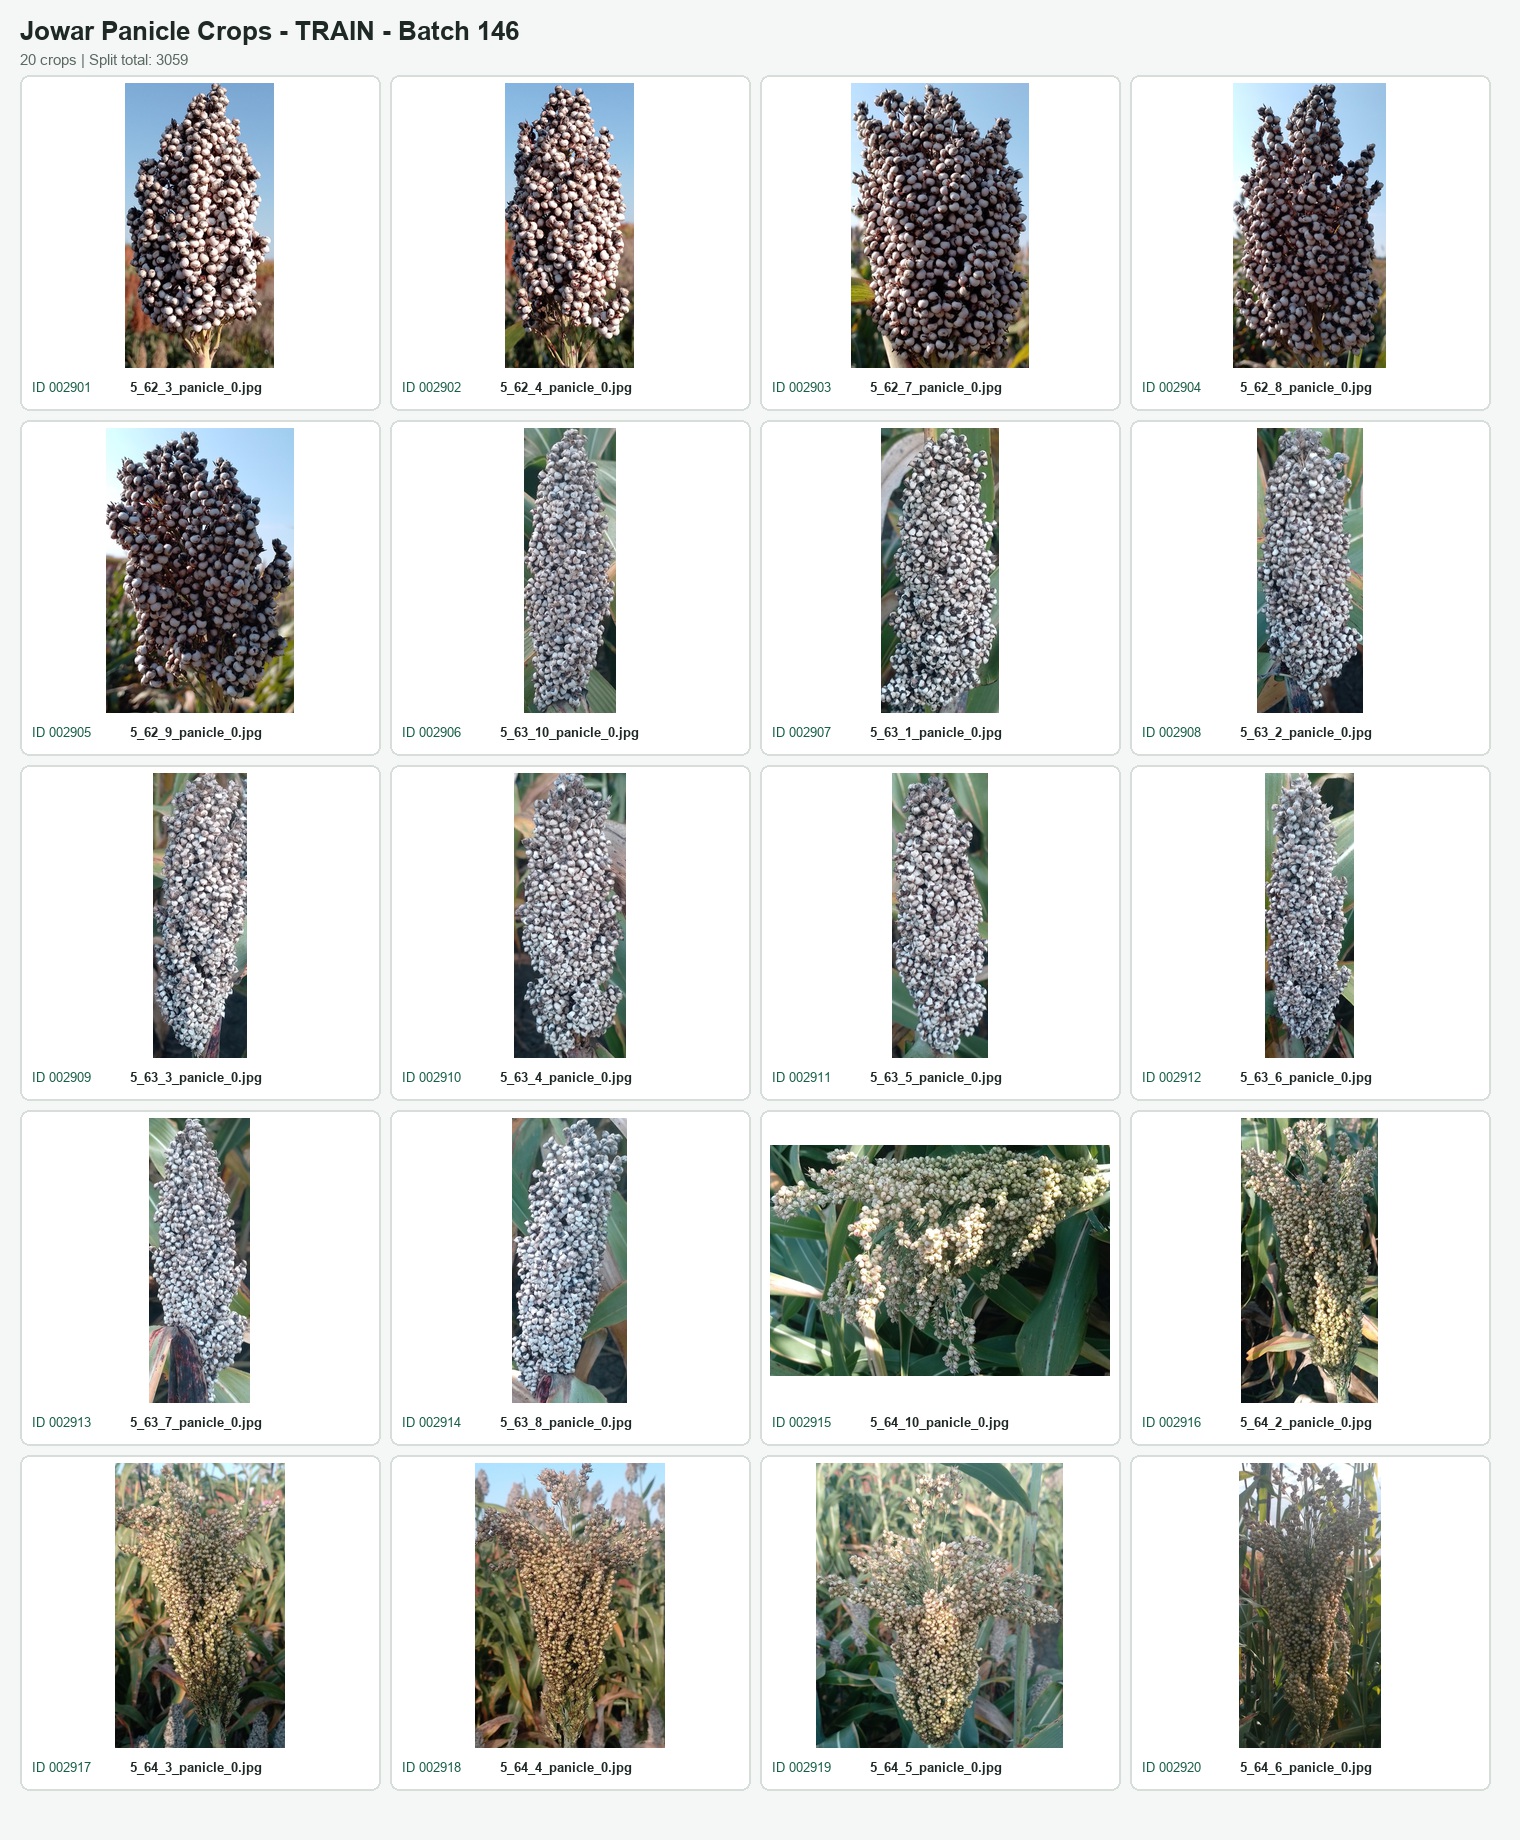 Jowar Panicle Crops - TRAIN - Batch 146
20 crops | Split total: 3059
ID 002901 5_62_3_panicle_0.jpg
ID 002902 5_62_4_panicle_0.jpg
ID 002903 5_62_7_panicle_0.jpg
ID 002904 5_62_8_panicle_0.jpg
ID 002905 5_62_9_panicle_0.jpg
ID 002906 5_63_10_panicle_0.jpg
ID 002907 5_63_1_panicle_0.jpg
ID 002908 5_63_2_panicle_0.jpg
ID 002909 5_63_3_panicle_0.jpg
ID 002910 5_63_4_panicle_0.jpg
ID 002911 5_63_5_panicle_0.jpg
ID 002912 5_63_6_panicle_0.jpg
ID 002913 5_63_7_panicle_0.jpg
ID 002914 5_63_8_panicle_0.jpg
ID 002915 5_64_10_panicle_0.jpg
ID 002916 5_64_2_panicle_0.jpg
ID 002917 5_64_3_panicle_0.jpg
ID 002918 5_64_4_panicle_0.jpg
ID 002919 5_64_5_panicle_0.jpg
ID 002920 5_64_6_panicle_0.jpg